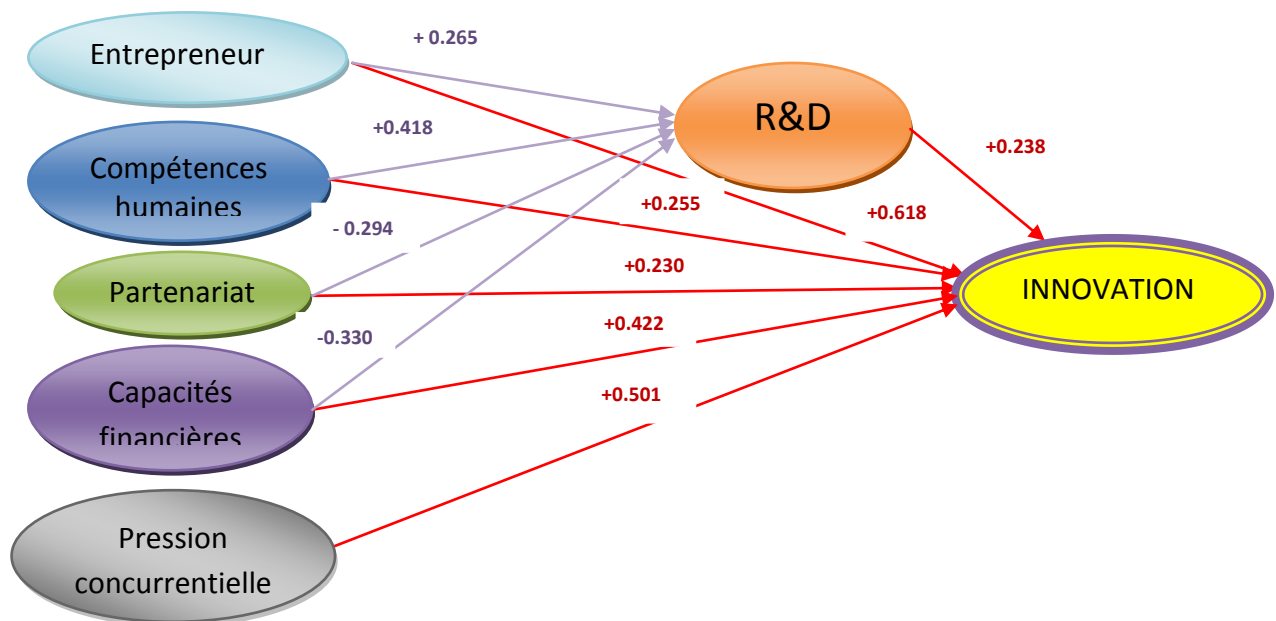 Entrepreneur
+ 0.265
R&D
+0.418
Compétences
humaines
+0.238
+0.255
+0.618
- 0.294
+0.230
Partenariat
INNOVATION
-0.330
+0.422
Capacités
financières
+0.501
Pression
concurrentielle